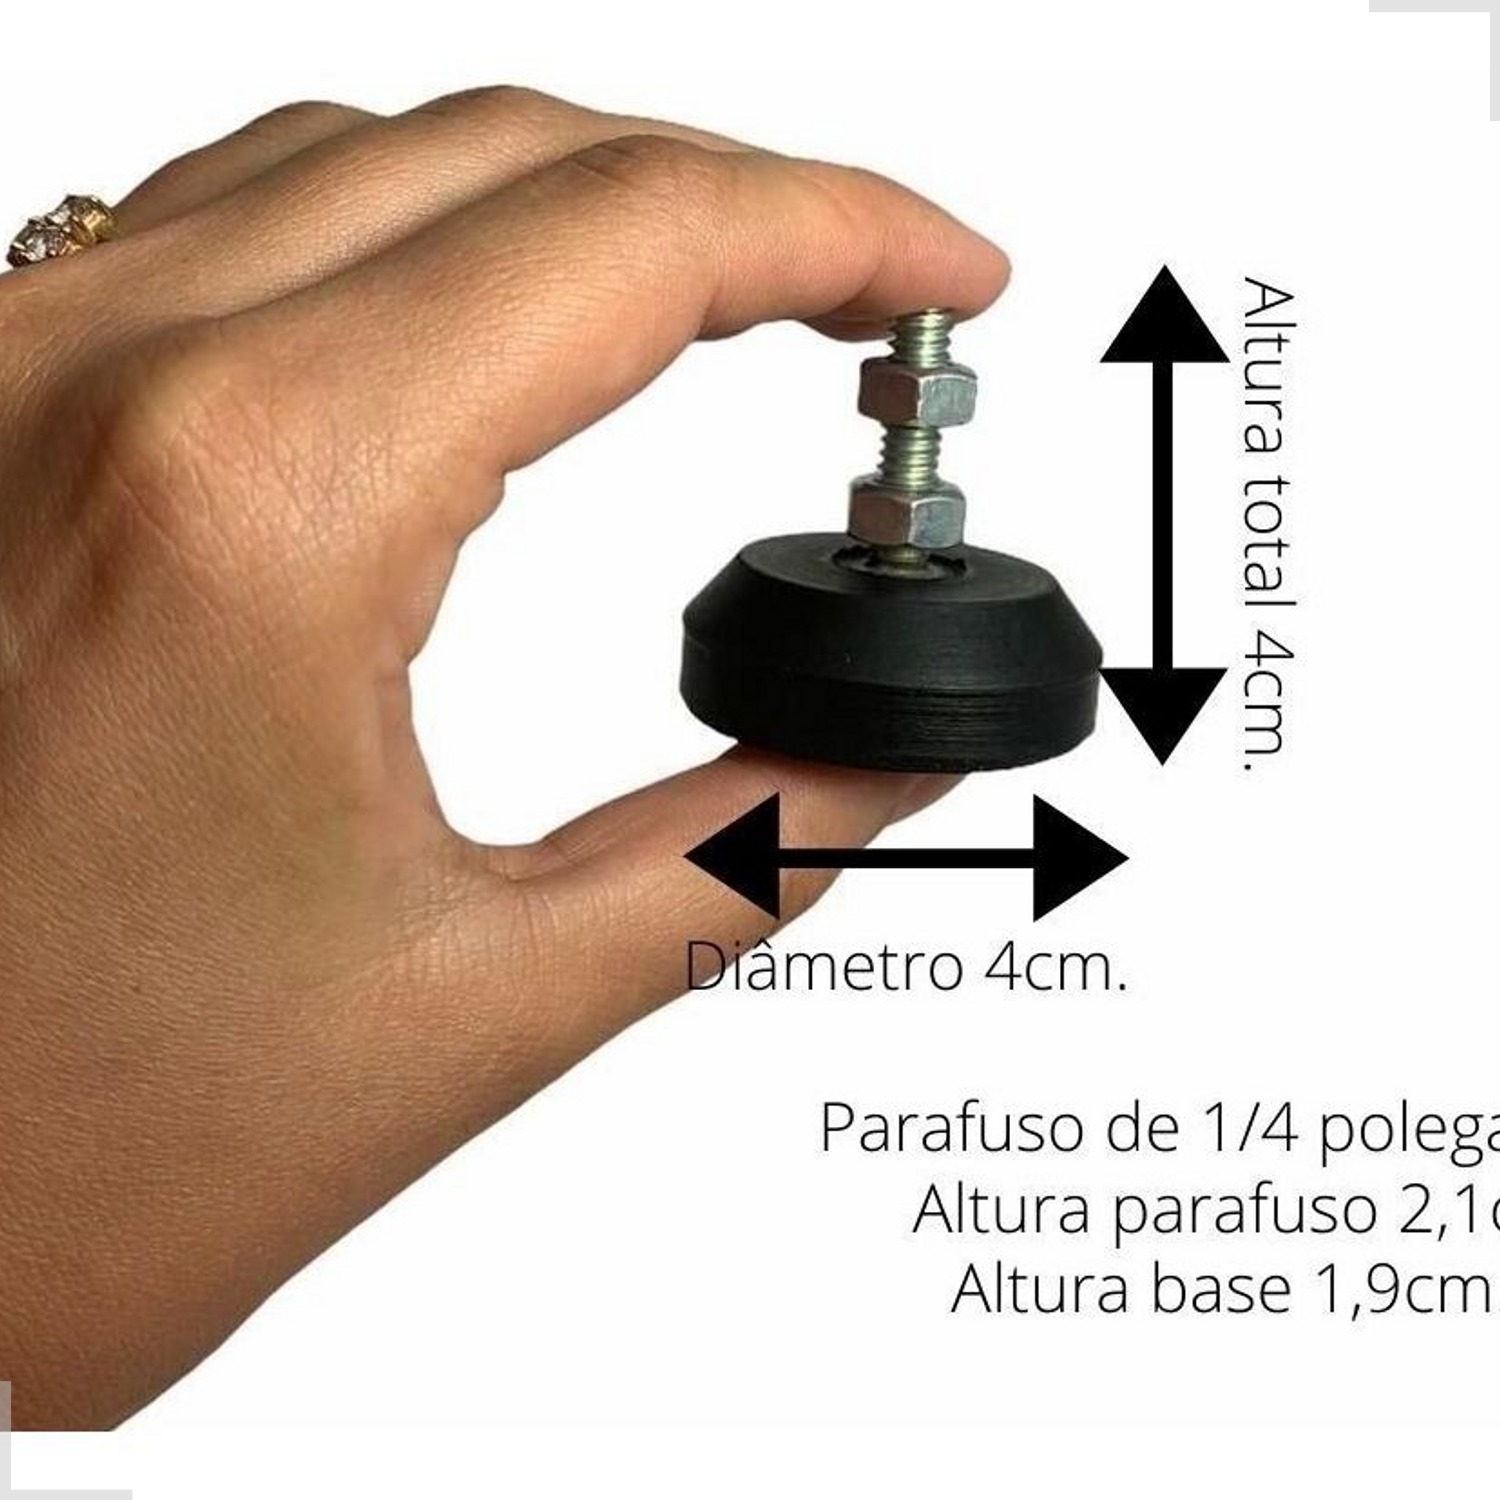 Altura total 4cm.
Diâmetro 4cm.
Parafuso de 1/4
Altura parafuso
Altura base 1,9cm